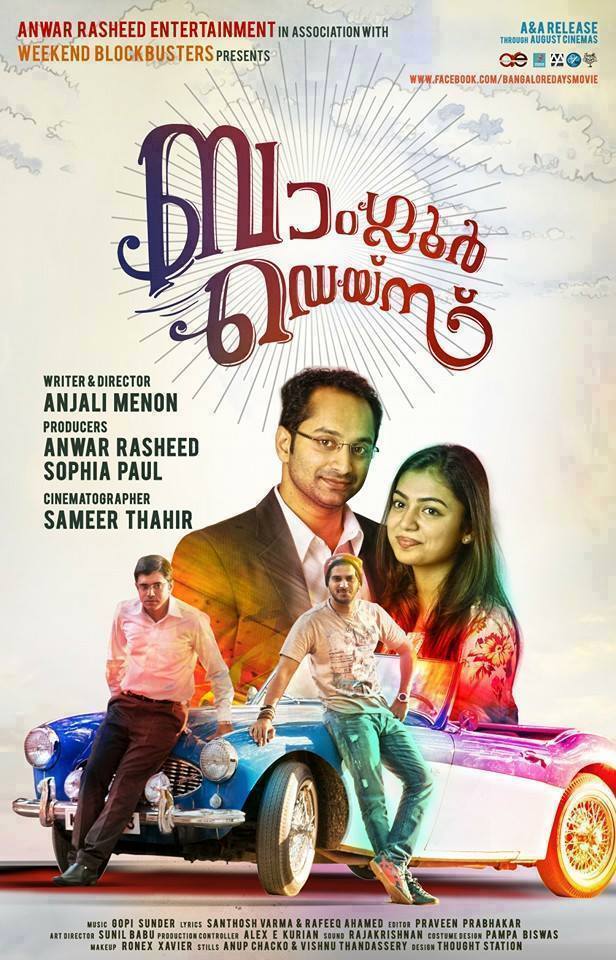 ANWAR RASHEED ENTERTAINMENT IN ASSOCIATION WITH
WEEKEND BLOCKBUSTERS PRESENTS
A&A RELEASE
THROUGH AUGUST CINEMAS
WWW.FACEBOOK.COM/BANGALOREDAYSMOVIE
ബാംഗ്ലൂർ
ഡെയ്സ്
WRITER & DIRECTOR
ANJALI MENON
PRODUCERS
ANWAR RASHEED
SOPHIA PAUL
CINEMATOGRAPHER
SAMEER THAHIR
MUSIC GOPI SUNDER LYRICS SANTHOSH VARMA & RAFEEQ AHAMED EDITOR PRAVEEN PRABHAKAR
ART DIRECTOR SUNIL BABU PRODUCTION CONTROLLER ALEX E KURIAN SOUND RAJAKRISHNAN COSTUME DESIGN PAMPA BISWAS
MAKEUP RONEX XAVIER STILLS ANUP CHACKO & VISHNU THANDASSERY DESIGN THOUGHT STATION